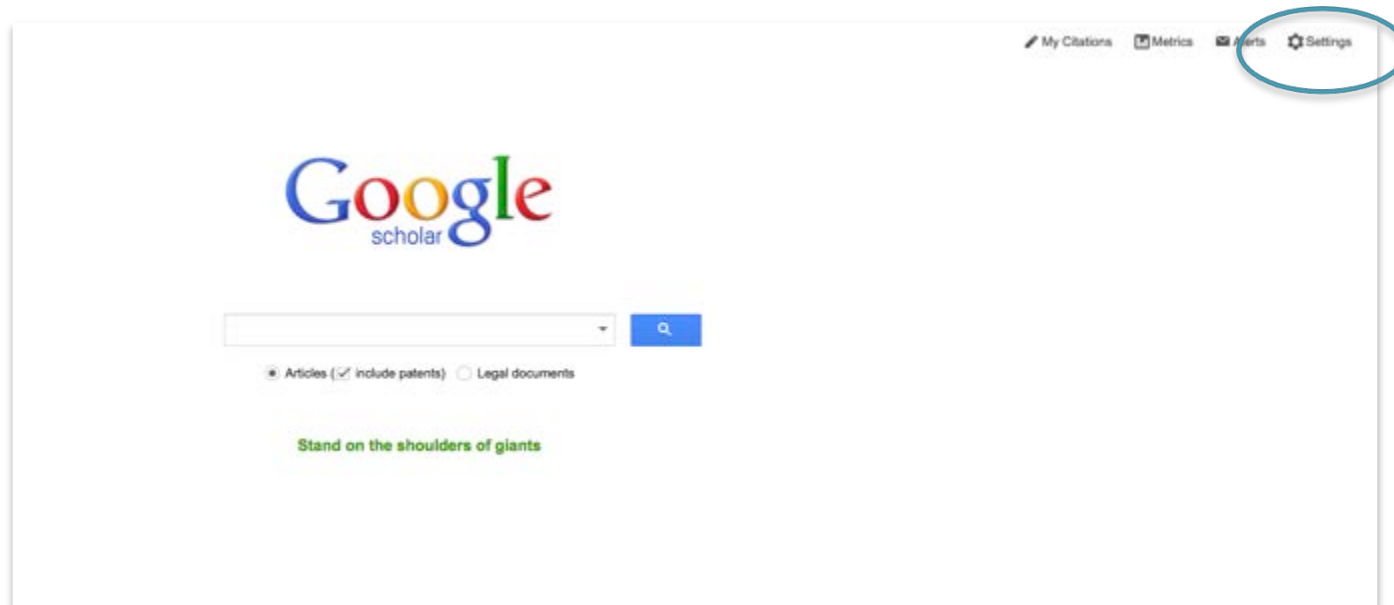 My Citations Metrics Alerts Settings
Google
scholar
Articles ( include patents) Legal documents
Stand on the shoulders of giants